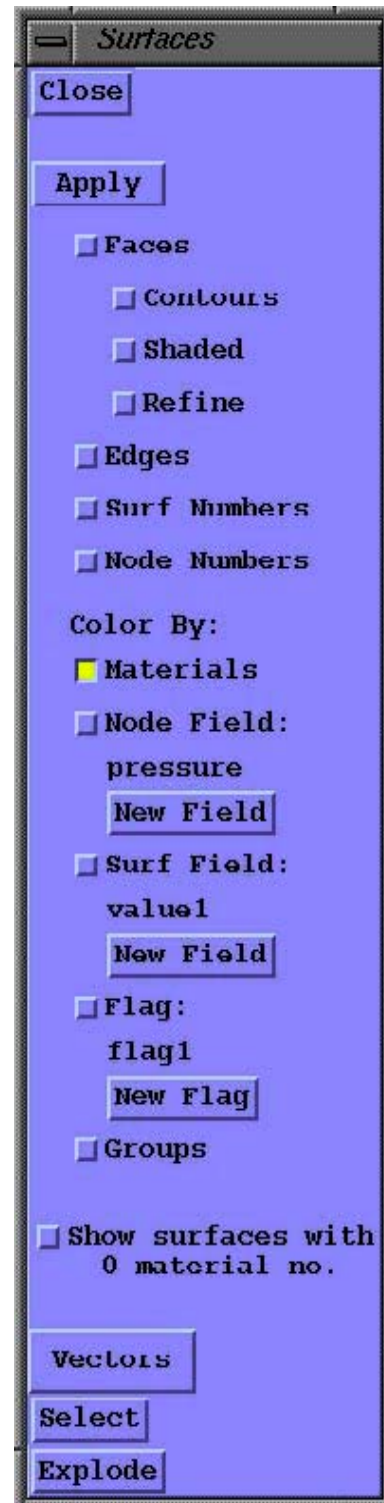 Surfaces
Close
Apply
Faces
Contours
Shaded
Refine
Edges
Surf Numbers
Node Numbers
Color By:
Materials
Node Field:
pressure
New Field
Surf Field:
value1
New Field
Flag:
flag1
New Flag
Groups
Show surfaces with
0 material no.
Vectors
Select
Explode